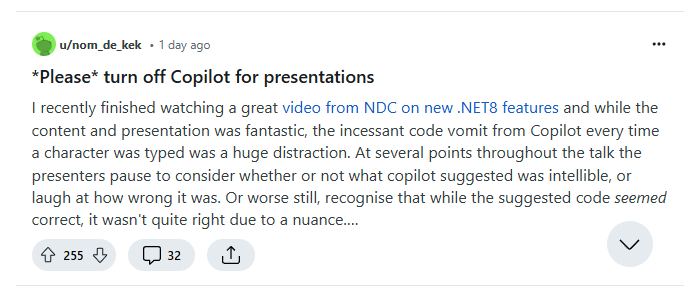 u/nom_de_kek • 1 day ago
*Please* turn off Copilot for presentations
I recently finished watching a great video from NDC on new .NET8 features and while the
content and presentation was fantastic, the incessant code vomit from Copilot every time
a character was typed was a huge distraction. At several points throughout the talk the
presenters pause to consider whether or not what copilot suggested was intellible, or
laugh at how wrong it was. Or worse still, recognise that while the suggested code seemed
correct, it wasn't quite right due to a nuance....
255 32